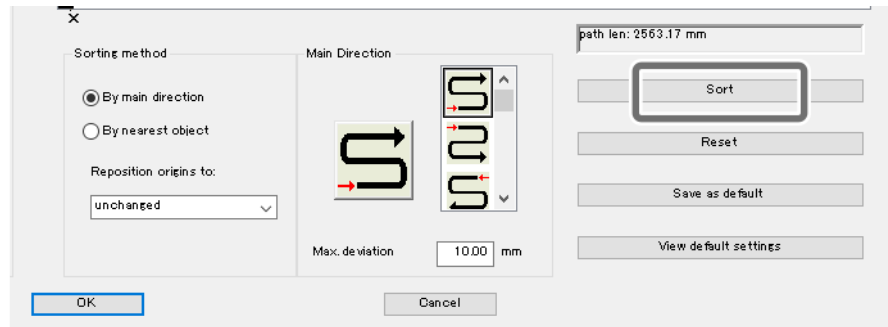 X
Sorting method
By main direction
By nearest object
Reposition origins to:
unchanged
Main Direction
Max. deviation
10.00 mm
path len: 2563.17 mm
Sort
Reset
Save as default
View default settings
OK
Cancel